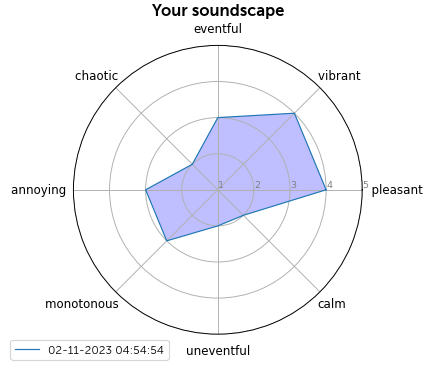 Your soundscape
eventful
chaotic
vibrant
annoying
1 2 3 4 5
pleasant
monotonous
calm
02-11-2023 04:54:54
uneventful